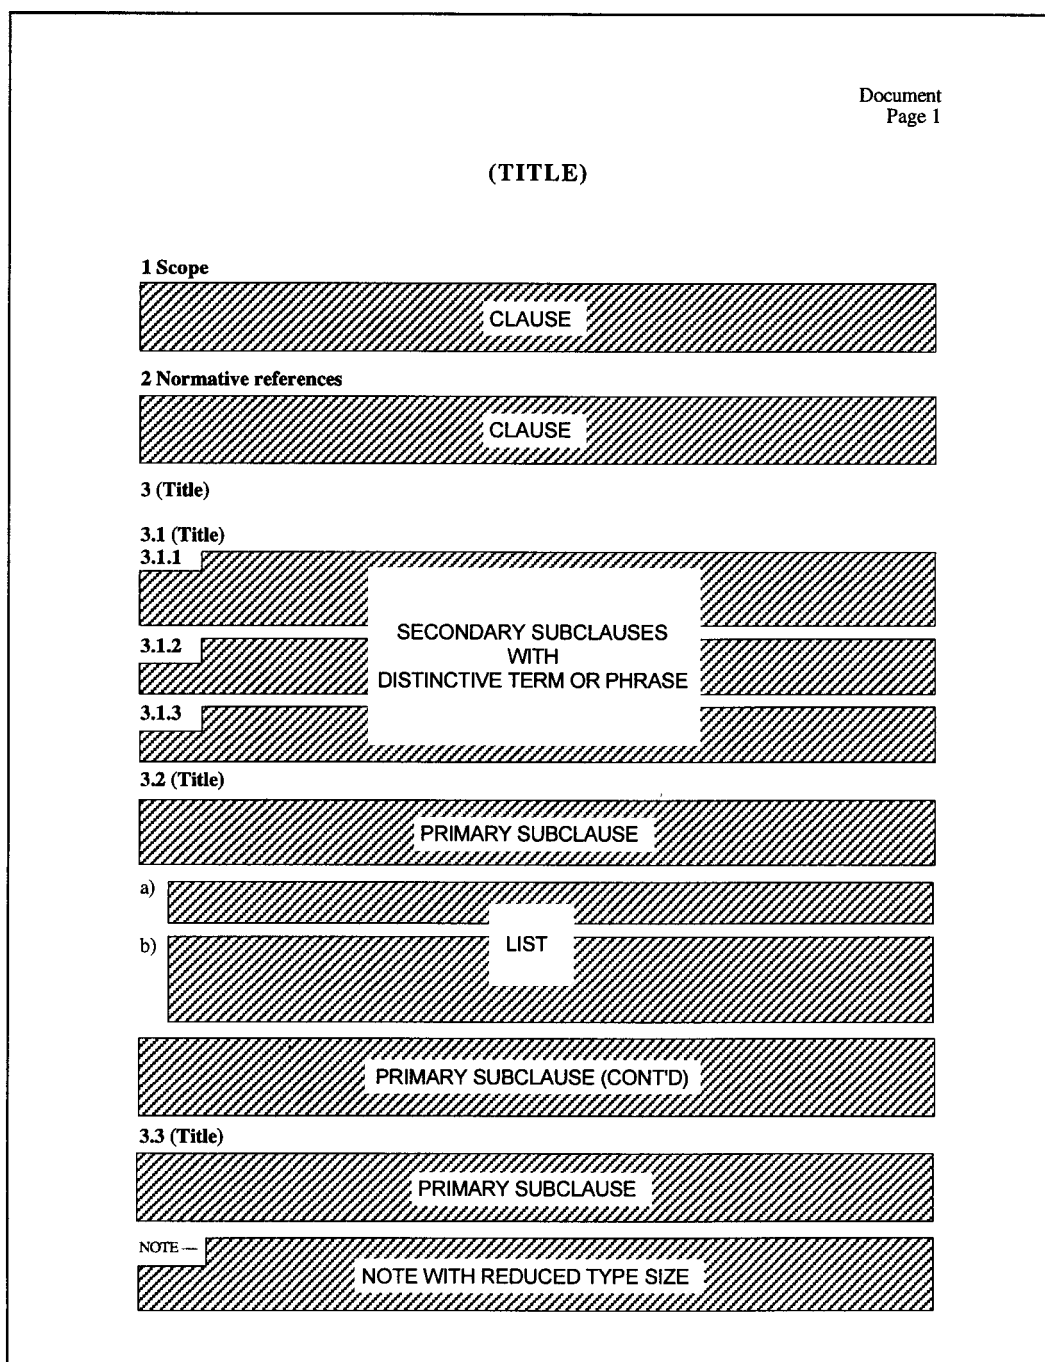 Document
Page 1
(TITLE)
1 Scope
CLAUSE
2 Normative references
CLAUSE
3 (Title)
3.1 (Title)
3.1.1
SECONDARY SUBCLAUSES
WITH
DISTINCTIVE TERM OR PHRASE
3.1.2
3.1.3
3.2 (Title)
PRIMARY SUBCLAUSE
a)
LIST
b)
PRIMARY SUBCLAUSE (CONT'D)
3.3 (Title)
PRIMARY SUBCLAUSE
NOTE —
NOTE WITH REDUCED TYPE SIZE